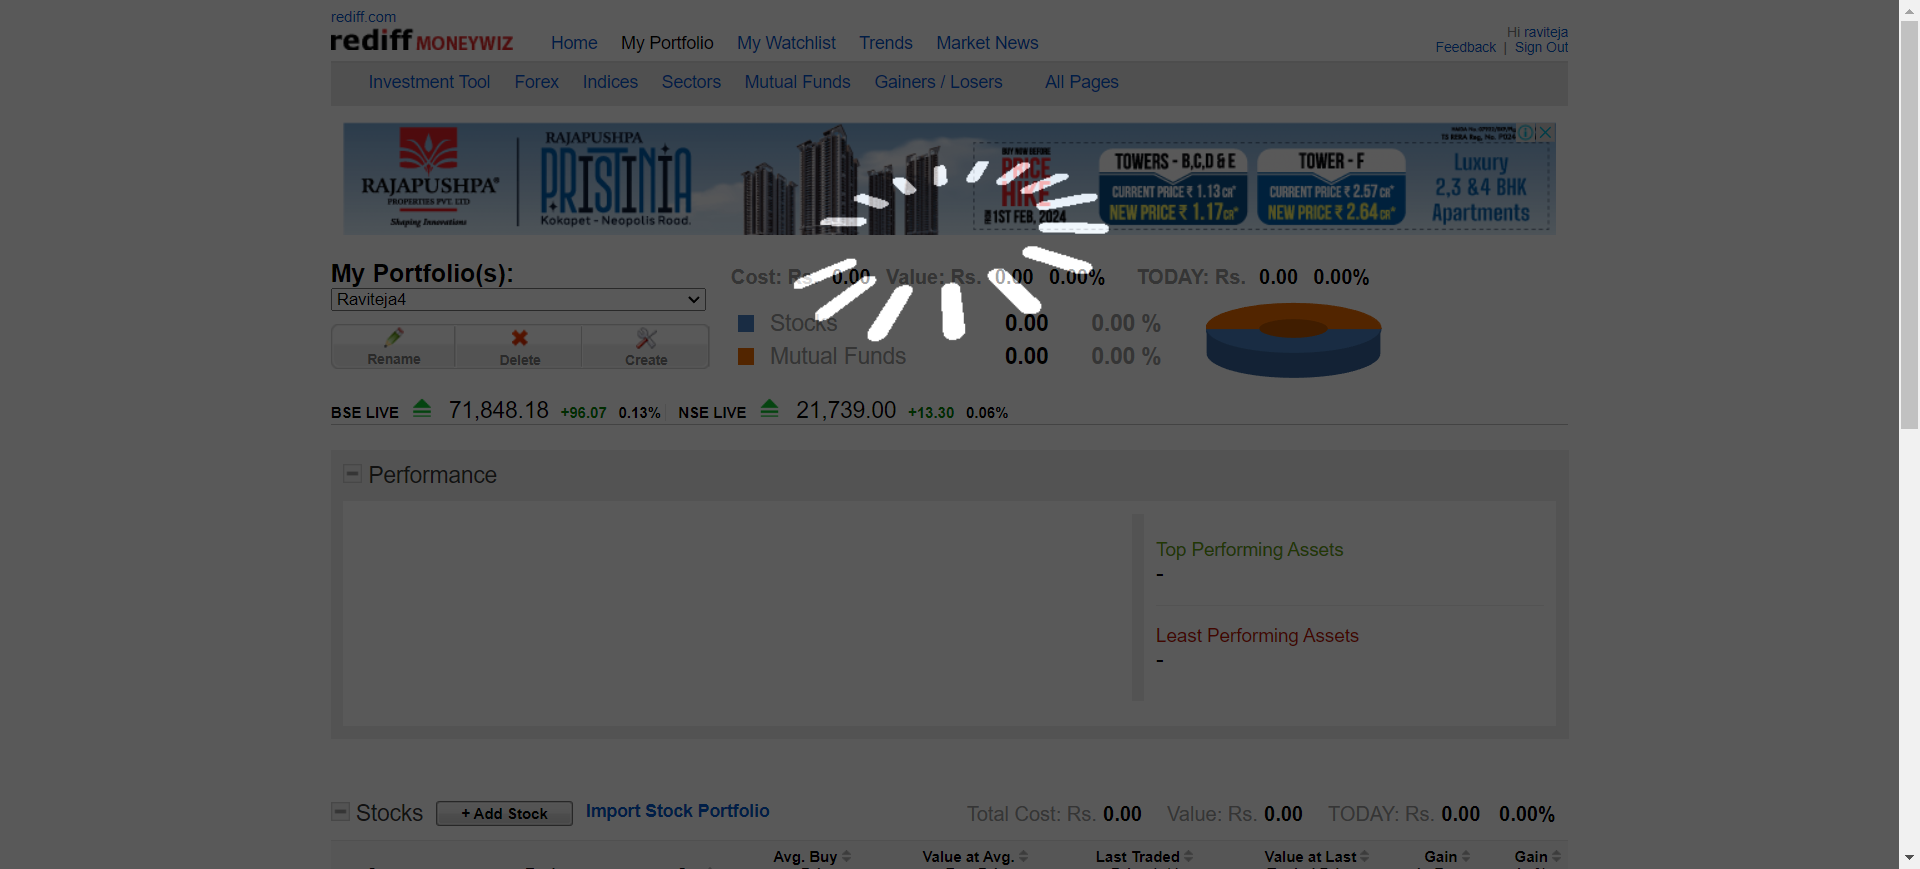 rediff.com
rediff MONEYWIZ
Home My Portfolio My Watchlist Trends Market News
Hi raviteja
Feedback | Sign Out
Investment Tool Forex Indices Sectors Mutual Funds Gainers / Losers All Pages
RAJAPUSHPA
PROPERTIES PVT. LTD
Shaping Innovations
RAJAPUSHPA
PRISTINIA
Kokapet - Neopolis Road.
BUY NOW BEFORE
PRICE
HIKE
1ST FEB, 2024
TOWERS - B,C,D & E
CURRENT PRICE ₹ 1.13 CR*
NEW PRICE ₹ 1.17CR*
TOWER - F
CURRENT PRICE ₹ 2.57 CR*
NEW PRICE ₹ 2.64 CR*
Luxury
2,3 & 4 BHK
Apartments
My Portfolio(s):
Raviteja4
Rename Delete Create
Cost: Rs. 0.00 Value: Rs. 0.00 0.00% TODAY: Rs. 0.00 0.00%
Stocks 0.00 0.00 %
Mutual Funds 0.00 0.00 %
BSE LIVE 71,848.18 +96.07 0.13% NSE LIVE 21,739.00 +13.30 0.06%
Performance
Top Performing Assets
-
Least Performing Assets
-
Stocks + Add Stock Import Stock Portfolio Total Cost: Rs. 0.00 Value: Rs. 0.00 TODAY: Rs. 0.00 0.00%
Avg. Buy Value at Avg. Last Traded Value at Last Gain Gain